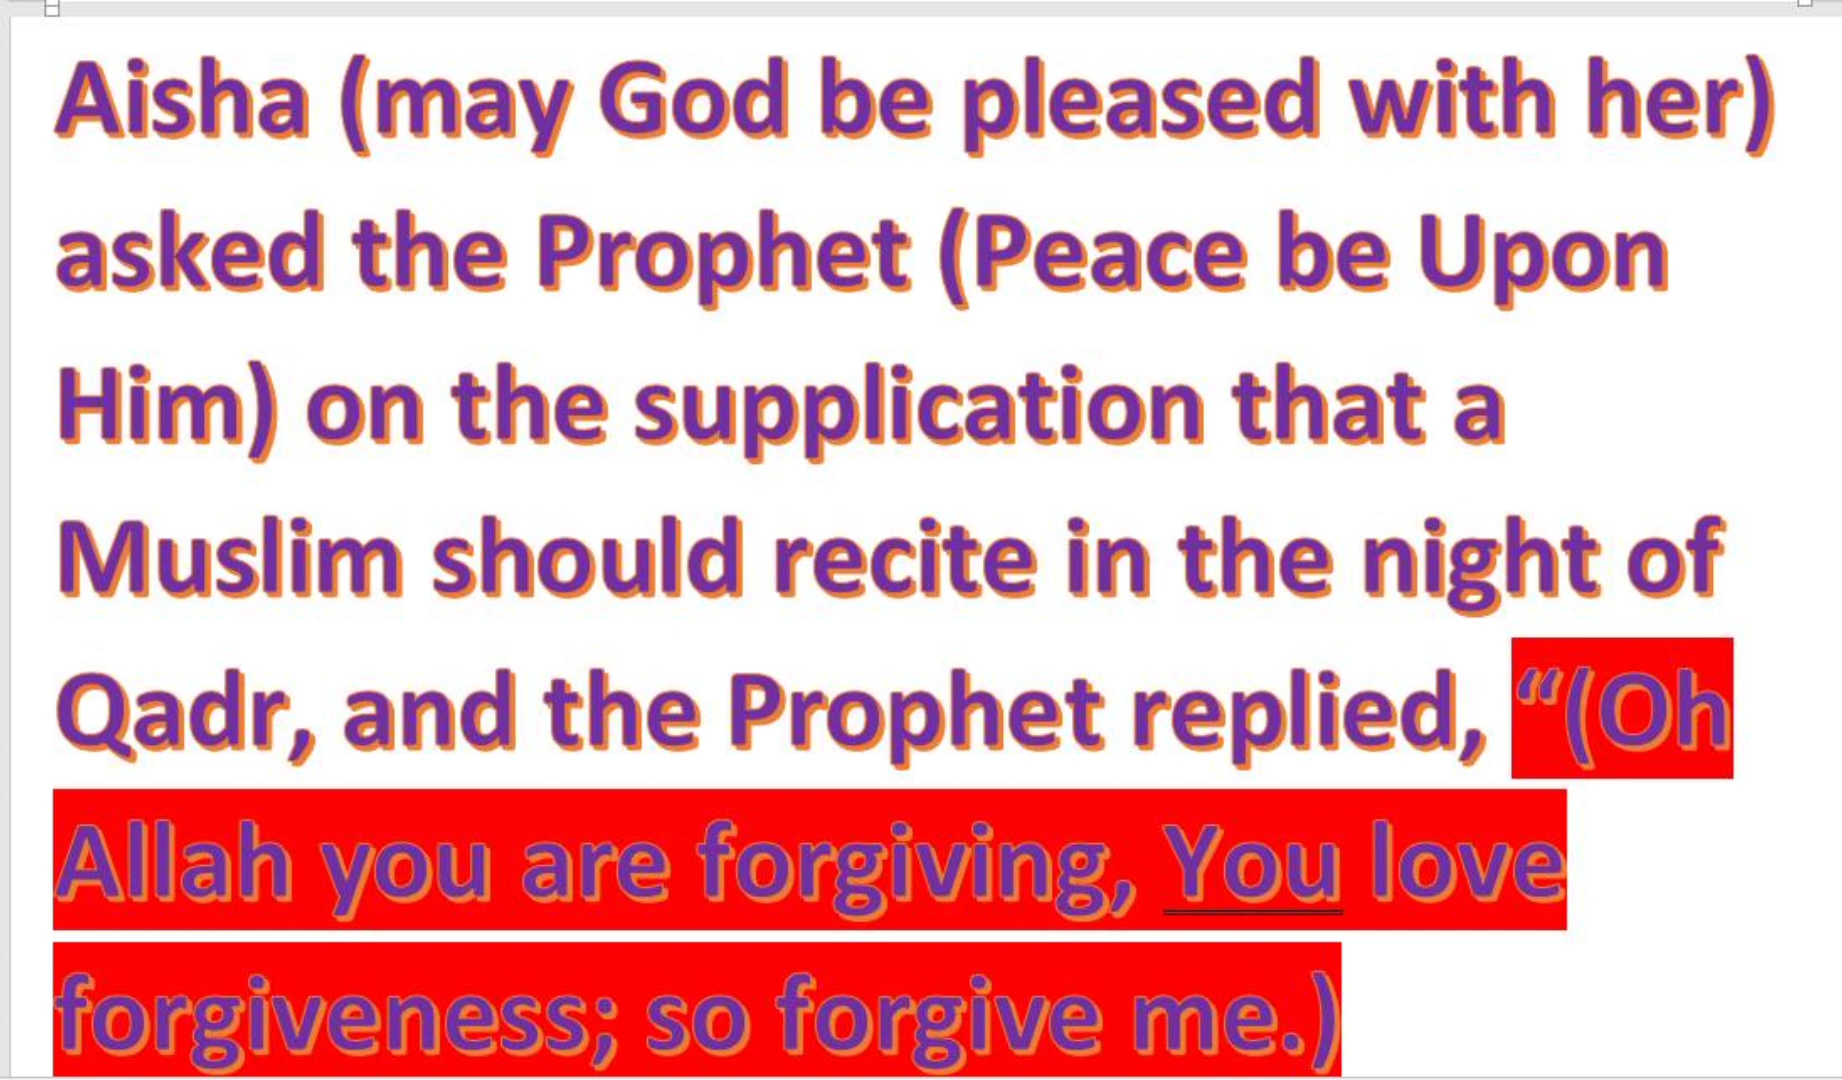 Aisha (may God be pleased with her)
asked the Prophet (Peace be Upon
Him) on the supplication that a
Muslim should recite in the night of
Qadr, and the Prophet replied, “(Oh
Allah you are forgiving, You love
forgiveness; so forgive me.)